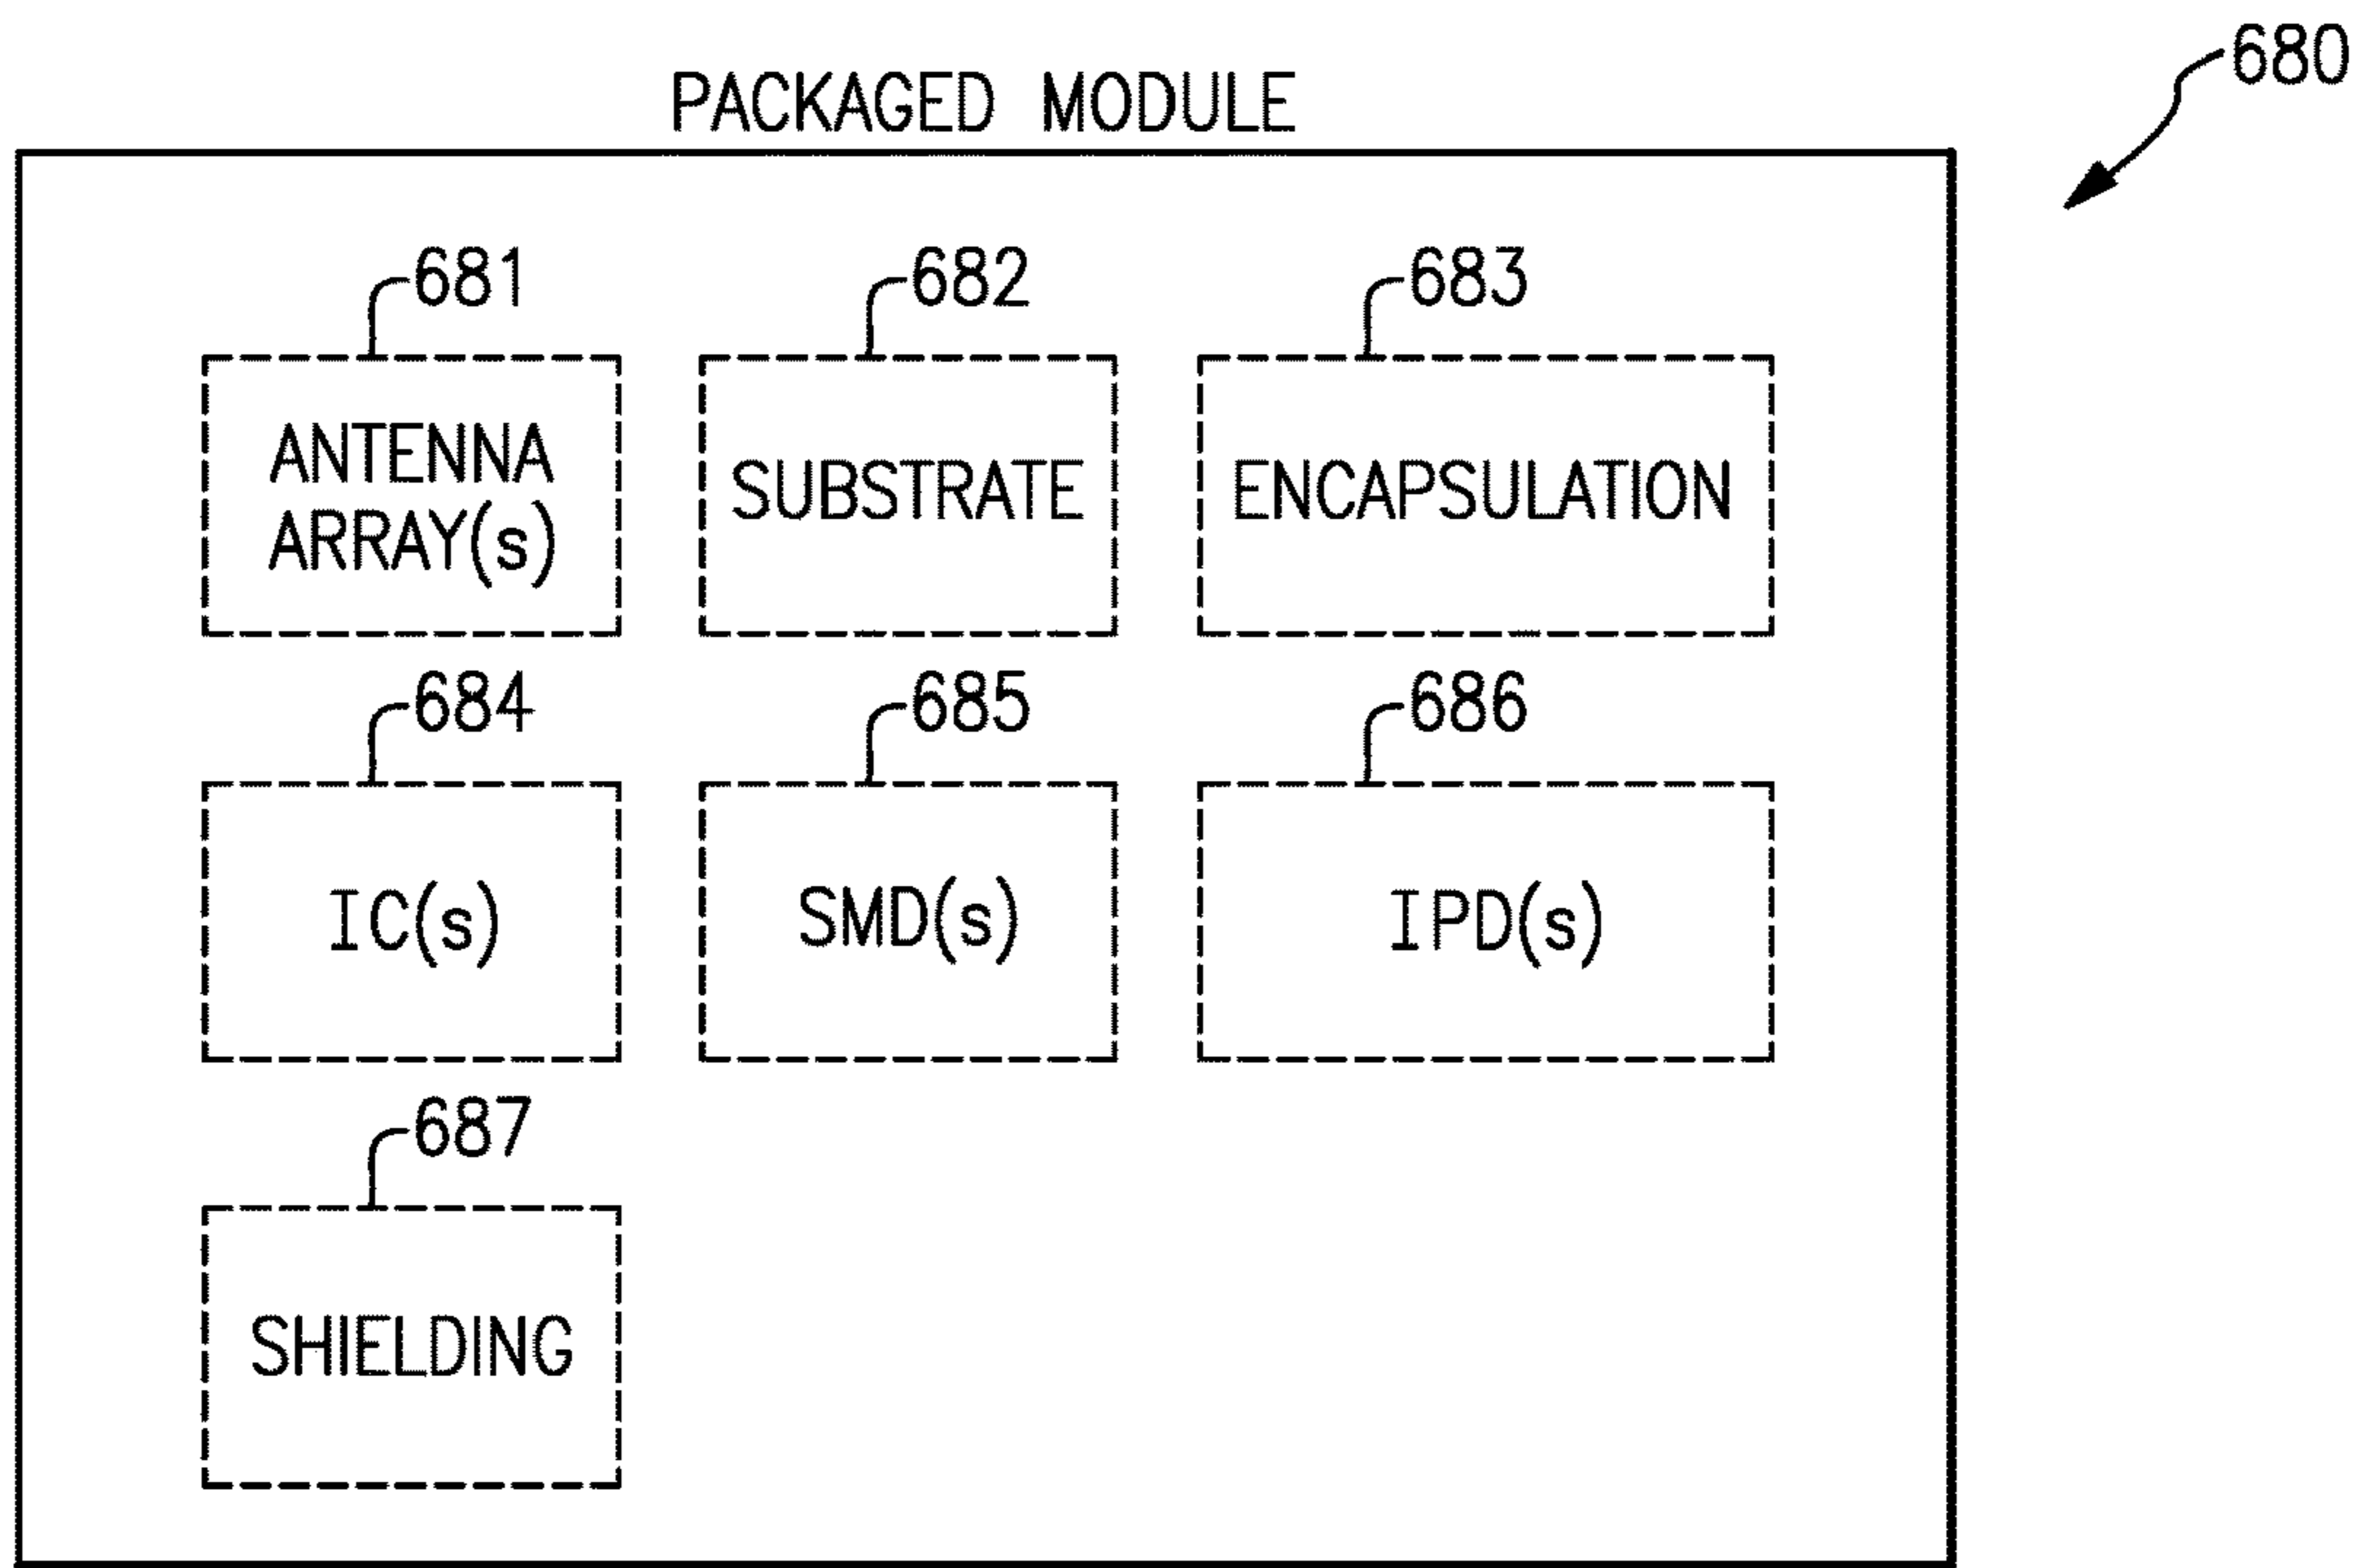 680
PACKAGED MODULE
681
682
683
ANTENNA
ARRAY(s)
SUBSTRATE
ENCAPSULATION
684
685
686
IC(s)
SMD(s)
IPD(s)
687
SHIELDING